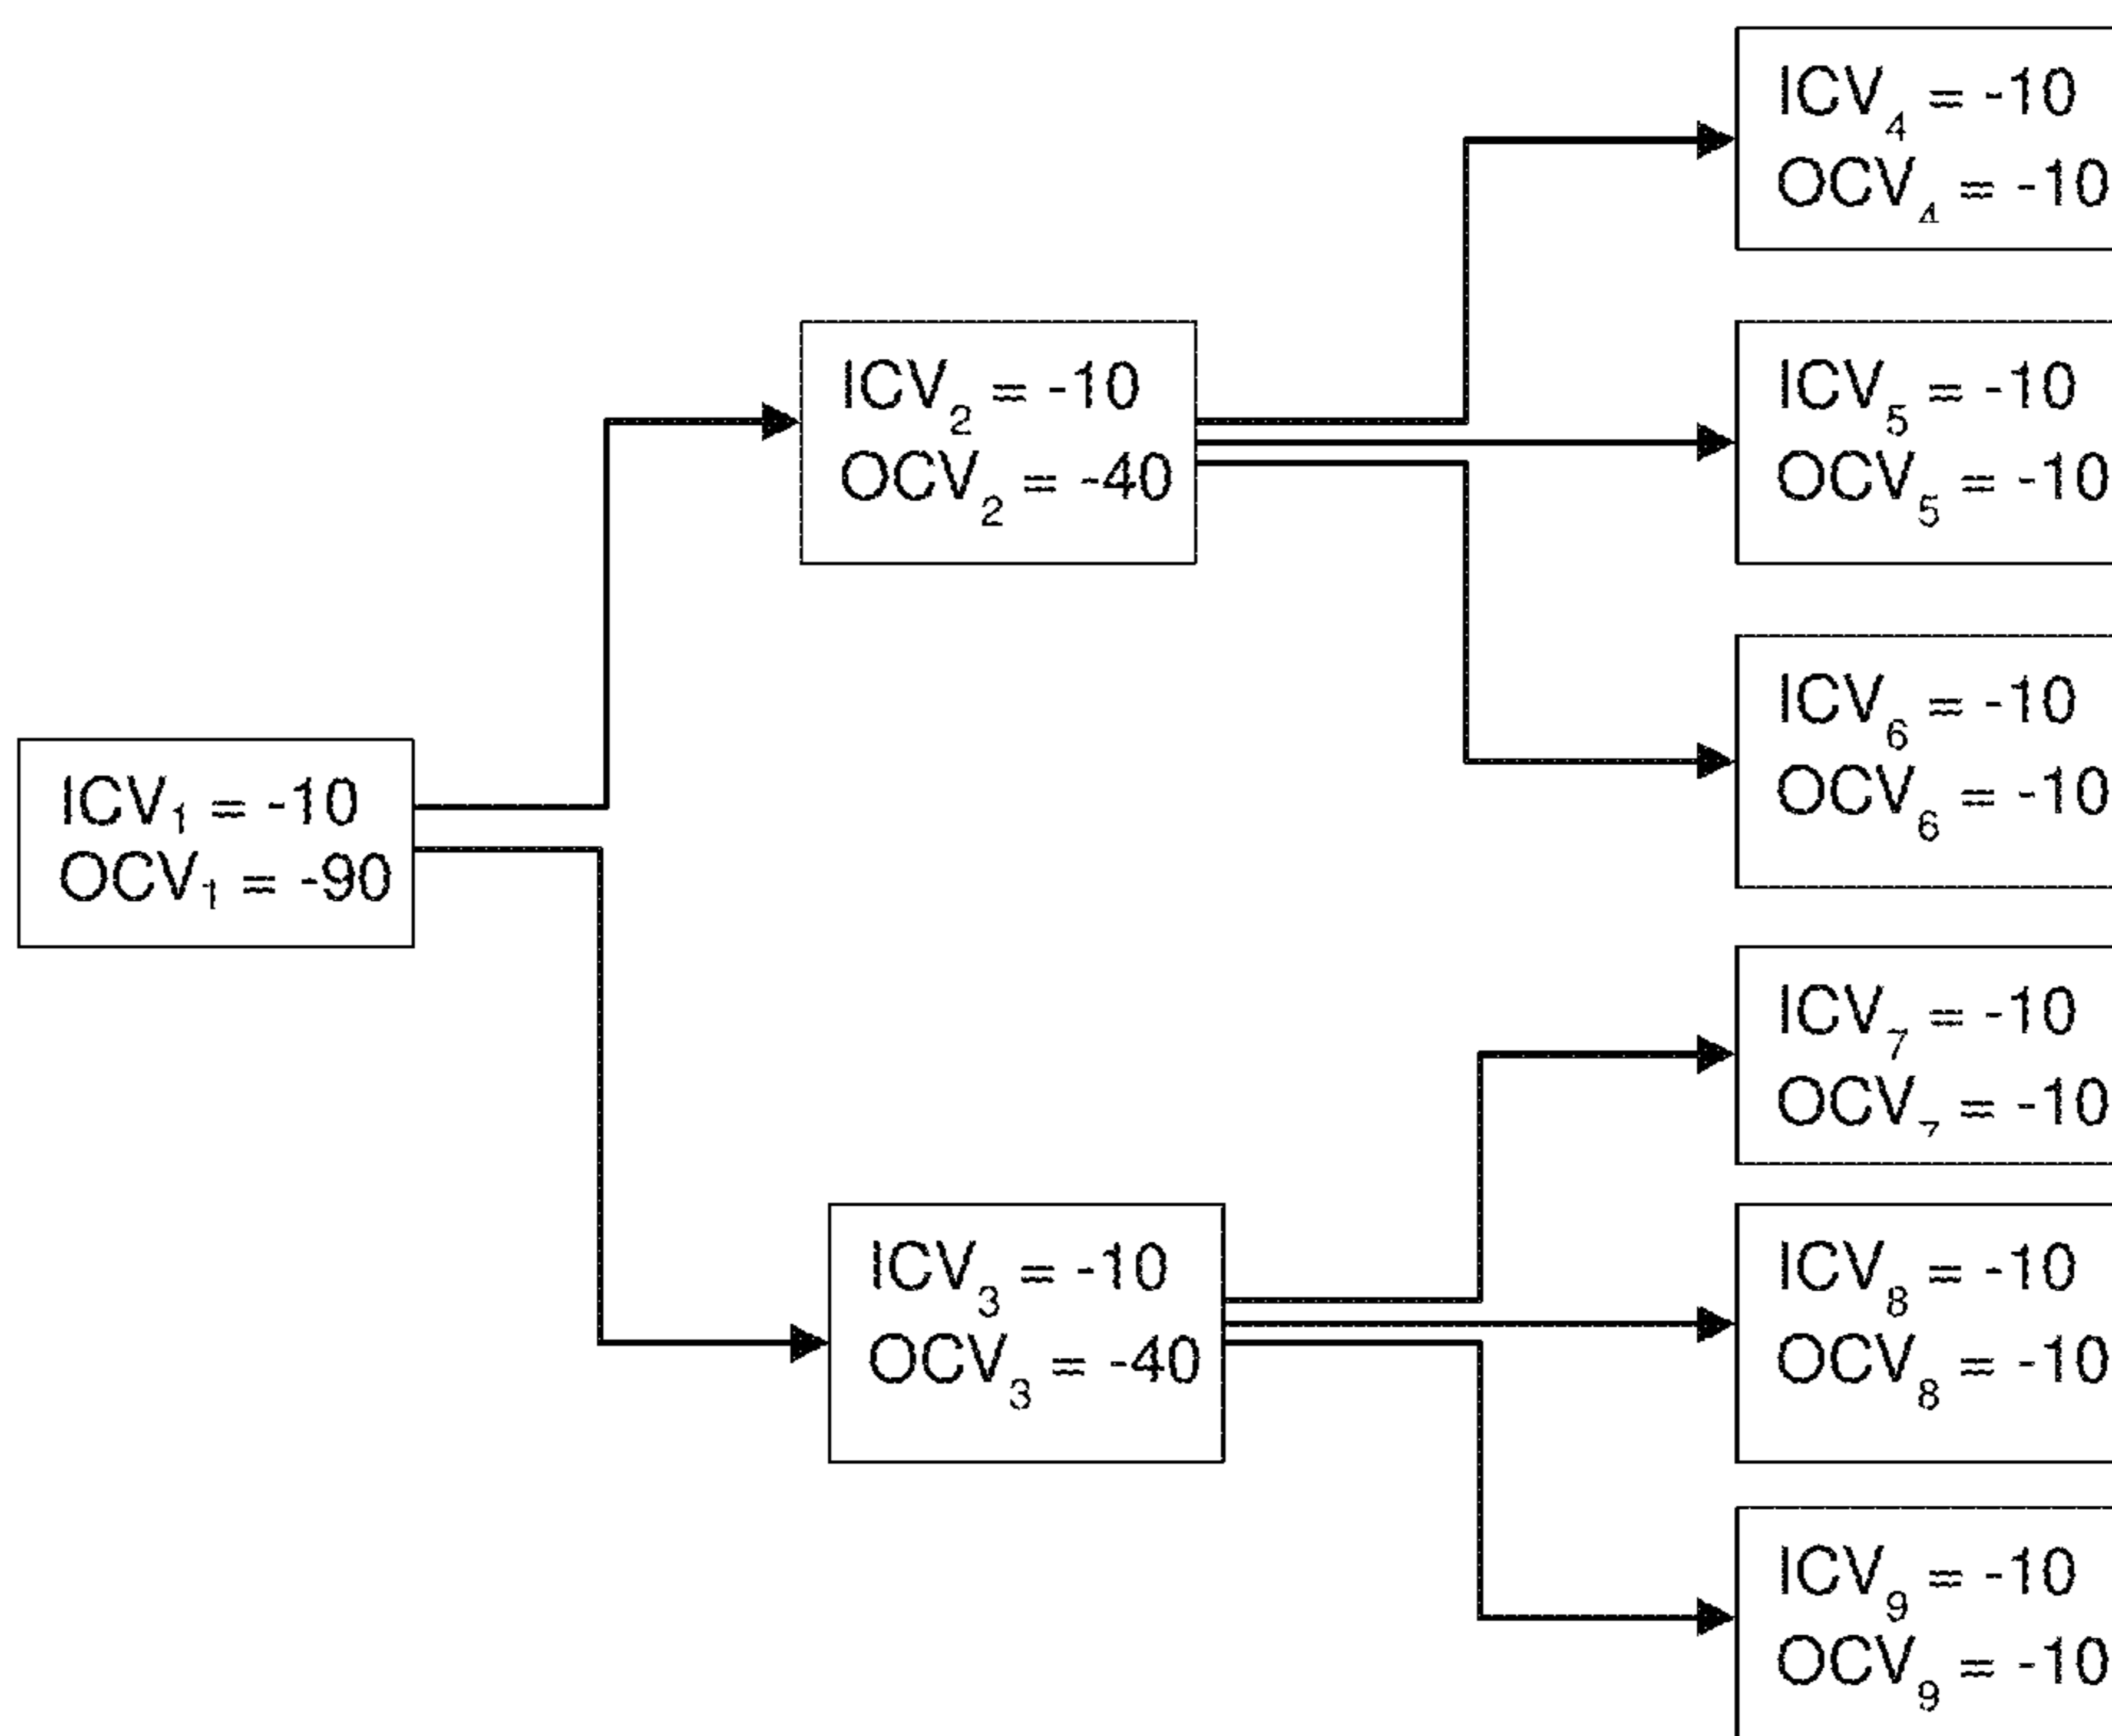 ICV₄ = -10
OCV₄ = -10
ICV₂ = -10
OCV₂ = -40
ICV₅ = -10
OCV₅ = -10
ICV₆ = -10
OCV₆ = -10
ICV₁ = -10
OCV₁ = -90
ICV₇ = -10
OCV₇ = -10
ICV₃ = -10
OCV₃ = -40
ICV₈ = -10
OCV₈ = -10
ICV₉ = -10
OCV₉ = -10